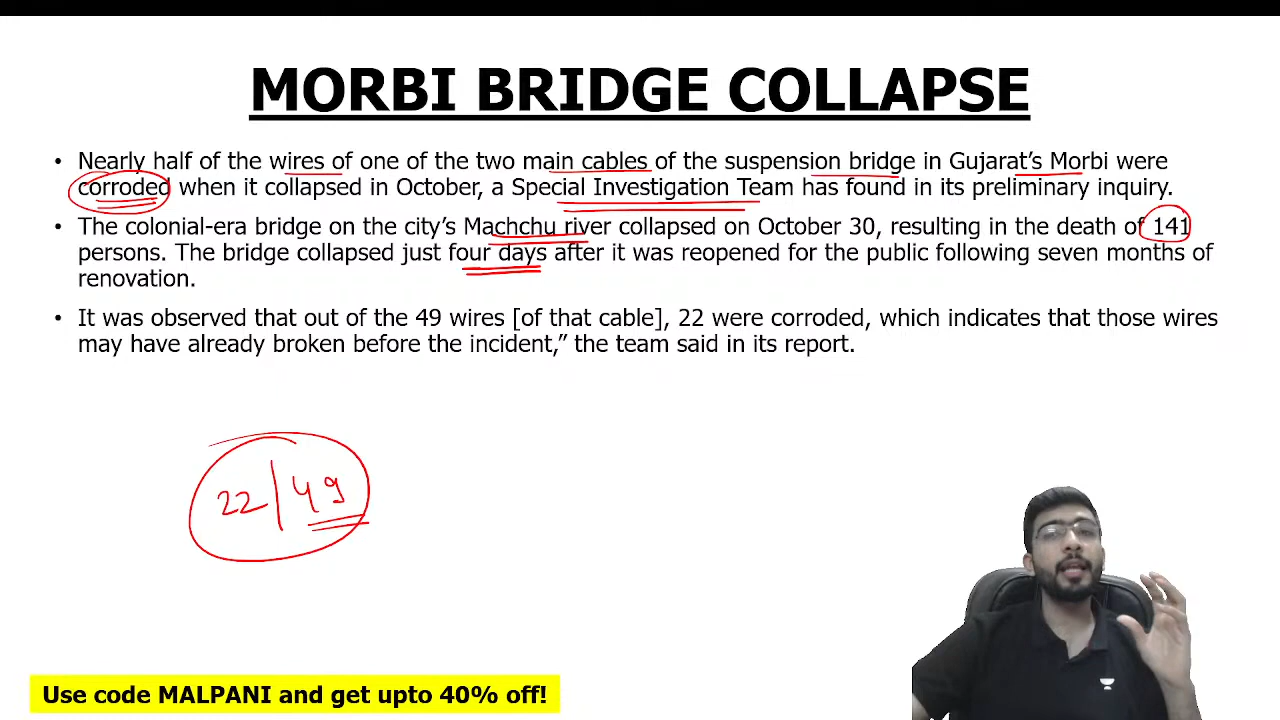 MORBI BRIDGE COLLAPSE
• Nearly half of the wires of one of the two main cables of the suspension bridge in Gujarat’s Morbi were
corroded when it collapsed in October, a Special Investigation Team has found in its preliminary inquiry.
• The colonial-era bridge on the city’s Machchu river collapsed on October 30, resulting in the death of 141
persons. The bridge collapsed just four days after it was reopened for the public following seven months of
renovation.
• It was observed that out of the 49 wires [of that cable], 22 were corroded, which indicates that those wires
may have already broken before the incident,” the team said in its report.
22/49
Use code MALPANI and get upto 40% off!